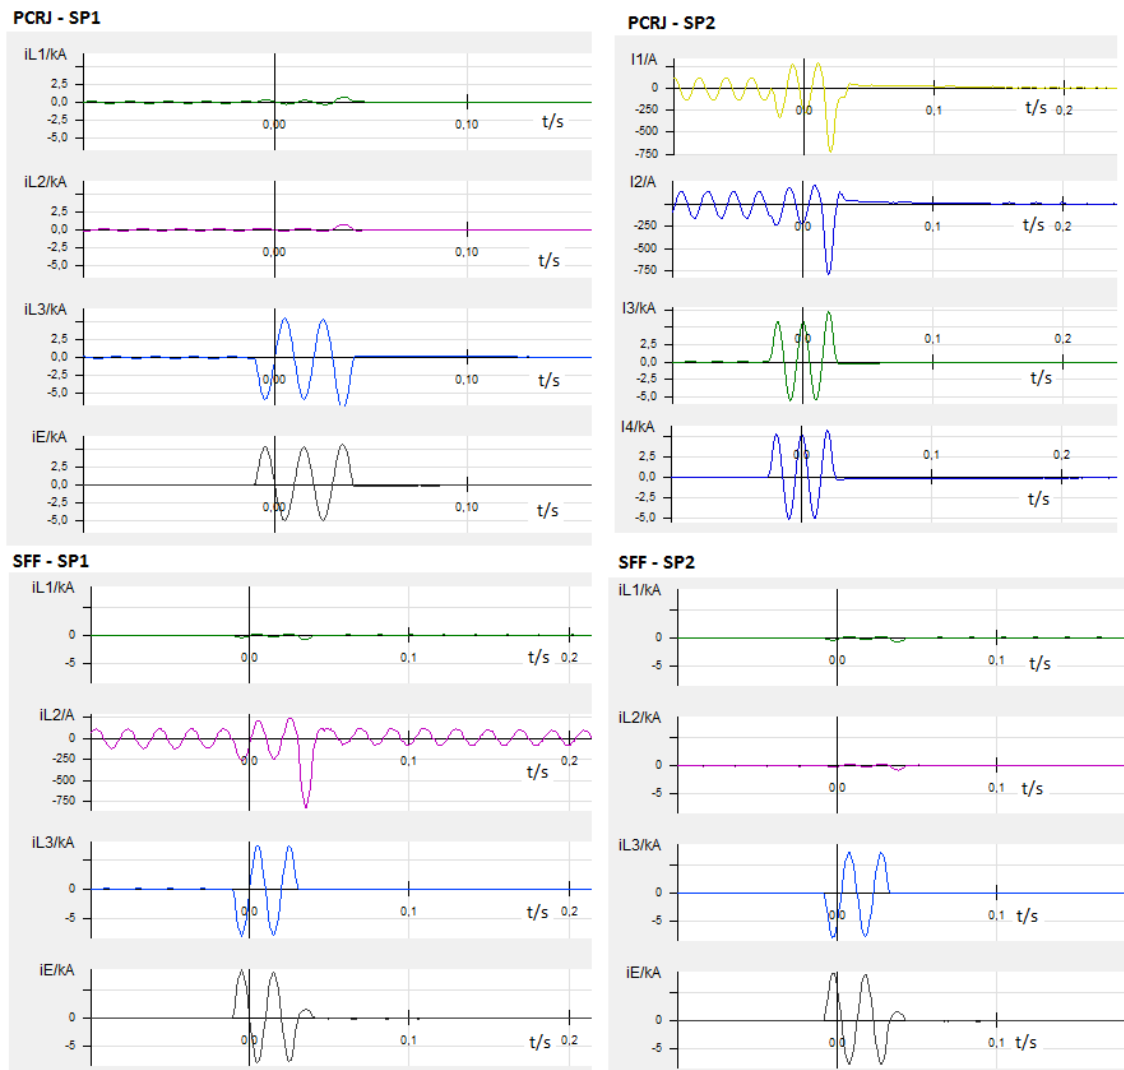 PCRJ - SP1
iL1/kA
2,5
0,0
-2,5
-5,0
0,00
0,10
t/s
iL2/kA
2,5
0,0
-2,5
-5,0
0,00
0,10
t/s
iL3/kA
2,5
0,0
-2,5
-5,0
0,00
0,10
t/s
iE/kA
2,5
0,0
-2,5
-5,0
0,00
0,10
t/s
PCRJ - SP2
I1/A
0
-250
-500
-750
0,0
0,1
0,2
t/s
I2/A
-250
-500
-750
0,0
0,1
0,2
t/s
I3/kA
2,5
0,0
-2,5
-5,0
0,0
0,1
0,2
t/s
I4/kA
2,5
0,0
-2,5
-5,0
0,0
0,1
0,2
t/s
SFF - SP1
iL1/kA
0
-5
0,0
0,1
0,2
t/s
iL2/A
0
-250
-500
-750
0,0
0,1
0,2
t/s
iL3/kA
0
-5
0,0
0,1
0,2
t/s
iE/kA
0
-5
0,0
0,1
0,2
t/s
SFF - SP2
iL1/kA
0
-5
0,0
0,1
t/s
iL2/kA
0
-5
0,0
0,1
t/s
iL3/kA
0
-5
0,0
0,1
t/s
iE/kA
0
-5
0,0
0,1
t/s